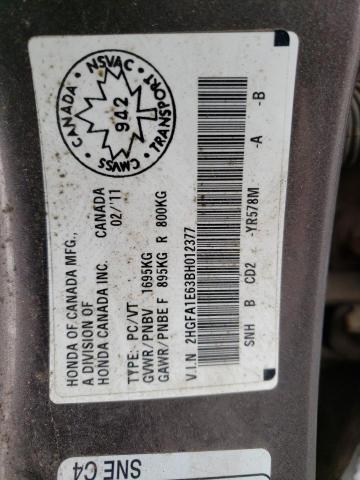 HONDA OF CANADA MFG.,
A DIVISION OF CANADA
HONDA CANADA INC. 02/'11
TYPE: PC/VT
GVWR/PNBV 1695KG
GAWR/PNBE F 895KG R 800KG
V.I.N. 2HGFA1E63BH012377
SNH B CD2 -YR578M -A -B
CANADA NSVAC TRANSPORT CMVSS
942
SNE C4